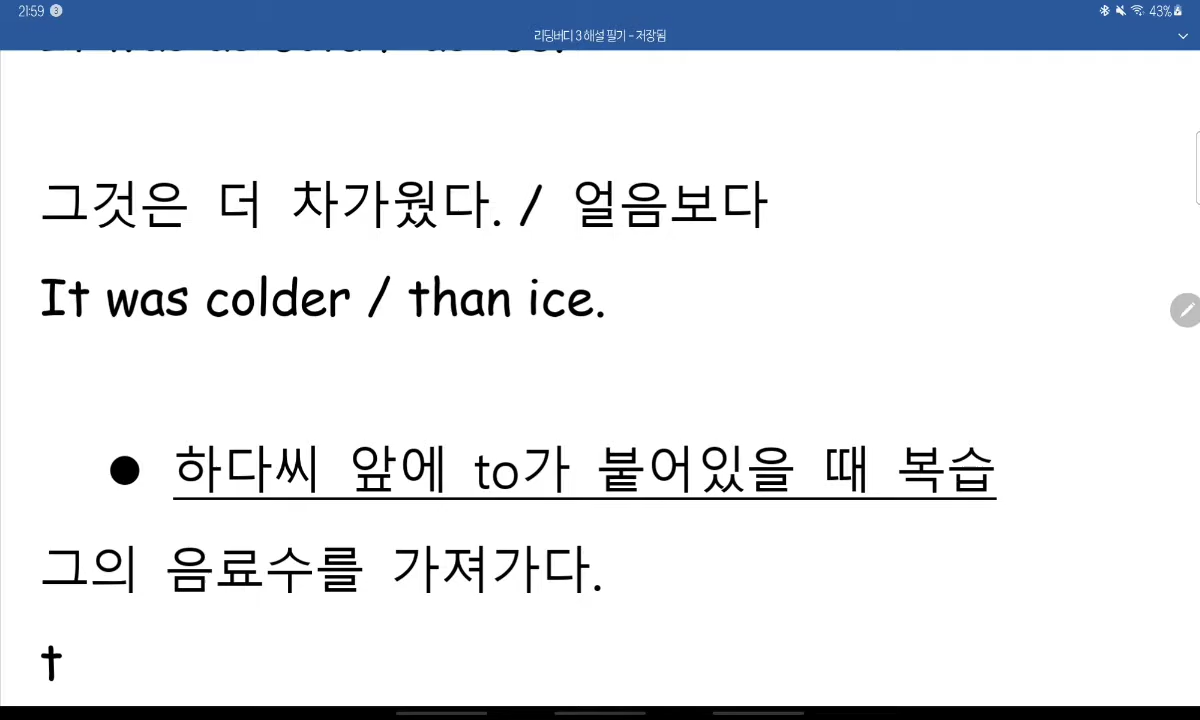 21:59 3 43%
리딩버디 3 해설 필기 - 저장됨
그것은 더 차가웠다. / 얼음보다
It was colder / than ice.
● 하다씨 앞에 to가 붙어있을 때 복습
그의 음료수를 가져가다.
t